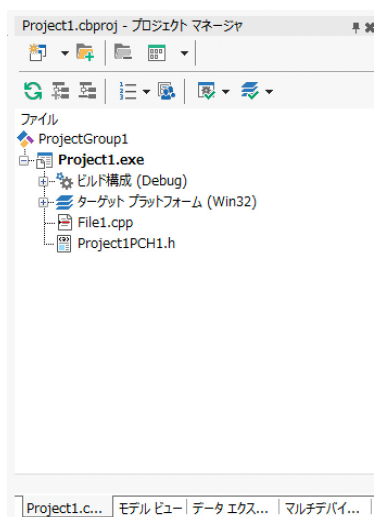 Project1.cbproj - プロジェクト マネージャ
ファイル
ProjectGroup1
Project1.exe
ビルド構成 (Debug)
ターゲット プラットフォーム (Win32)
File1.cpp
Project1PCH1.h
Project1.c... モデル ビュー データ エクス... マルチデバイ...